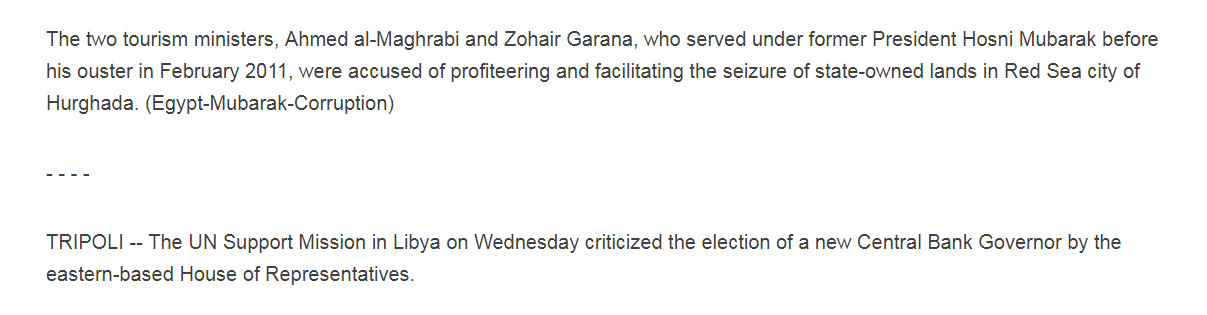 The two tourism ministers, Ahmed al-Maghrabi and Zohair Garana, who served under former President Hosni Mubarak before
his ouster in February 2011, were accused of profiteering and facilitating the seizure of state-owned lands in Red Sea city of
Hurghada. (Egypt-Mubarak-Corruption)
- - - -
TRIPOLI -- The UN Support Mission in Libya on Wednesday criticized the election of a new Central Bank Governor by the
eastern-based House of Representatives.